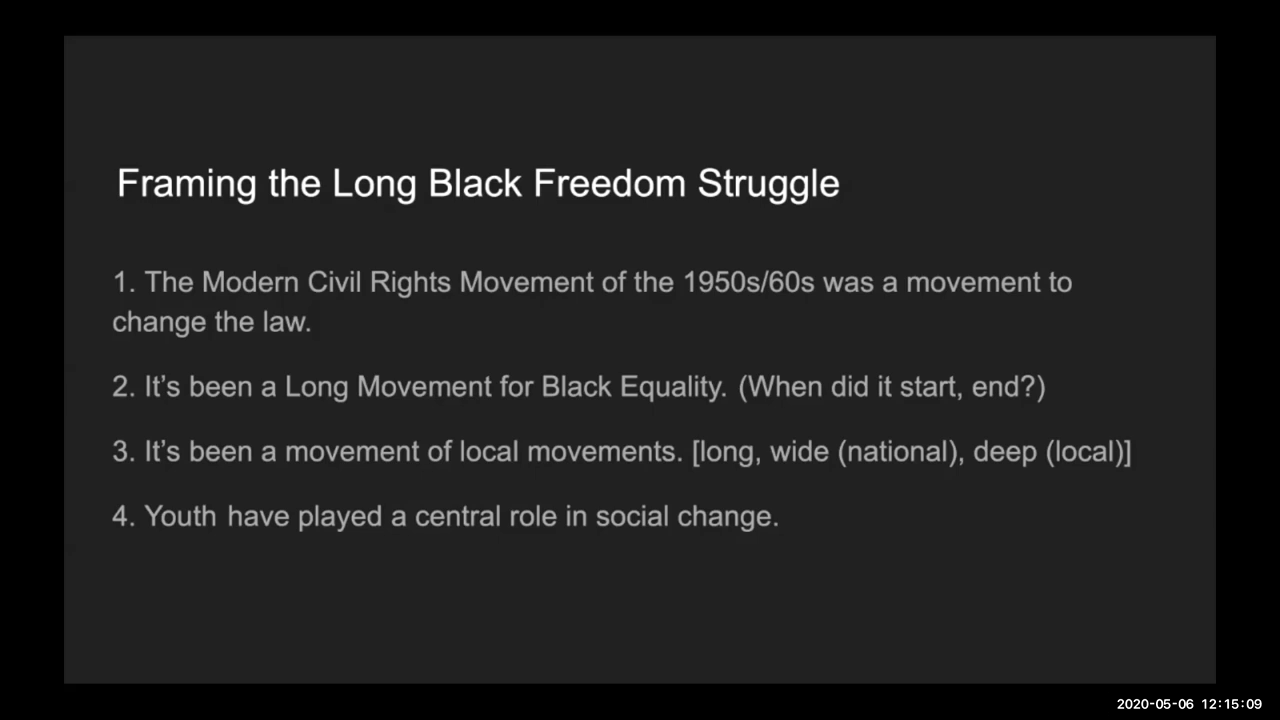 Framing the Long Black Freedom Struggle
1. The Modern Civil Rights Movement of the 1950s/60s was a movement to
change the law.
2. It’s been a Long Movement for Black Equality. (When did it start, end?)
3. It’s been a movement of local movements. [long, wide (national), deep (local)]
4. Youth have played a central role in social change.
2020-05-06 12:15:09